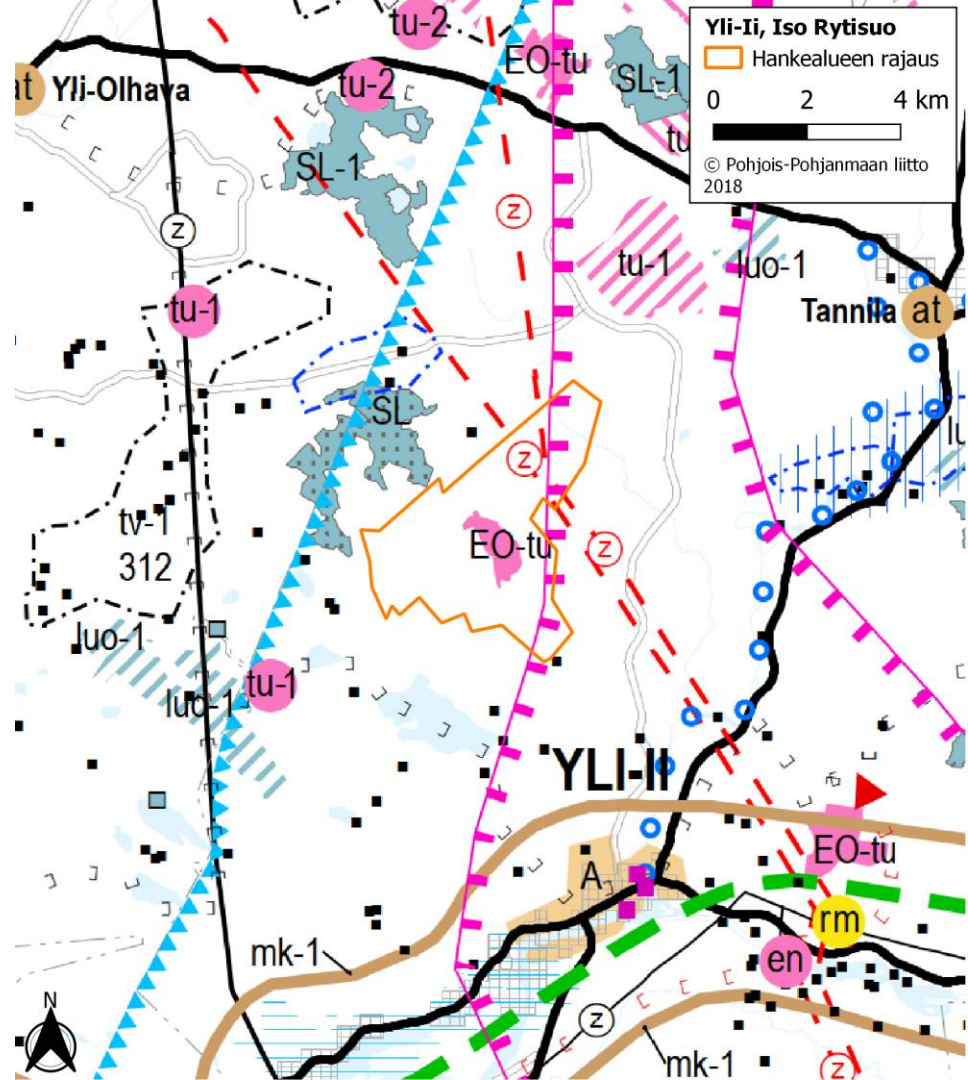 Yli-Ii, Iso Rytisuo
Hankealueen rajaus
0 2 4 km
© Pohjois-Pohjanmaan liitto
2018
tu-2
EO-tu
SL-1
at Yli-Olhava
tu-2
tu
SL-1
z
z
tu-1
luo-1
tu-1
Tannila at
SL
lu
z
EO-tu
z
tv-1
312
luo-1
luo-1
tu-1
YLI-II
EO-tu
A
rm
mk-1
en
z
mk-1
z
N